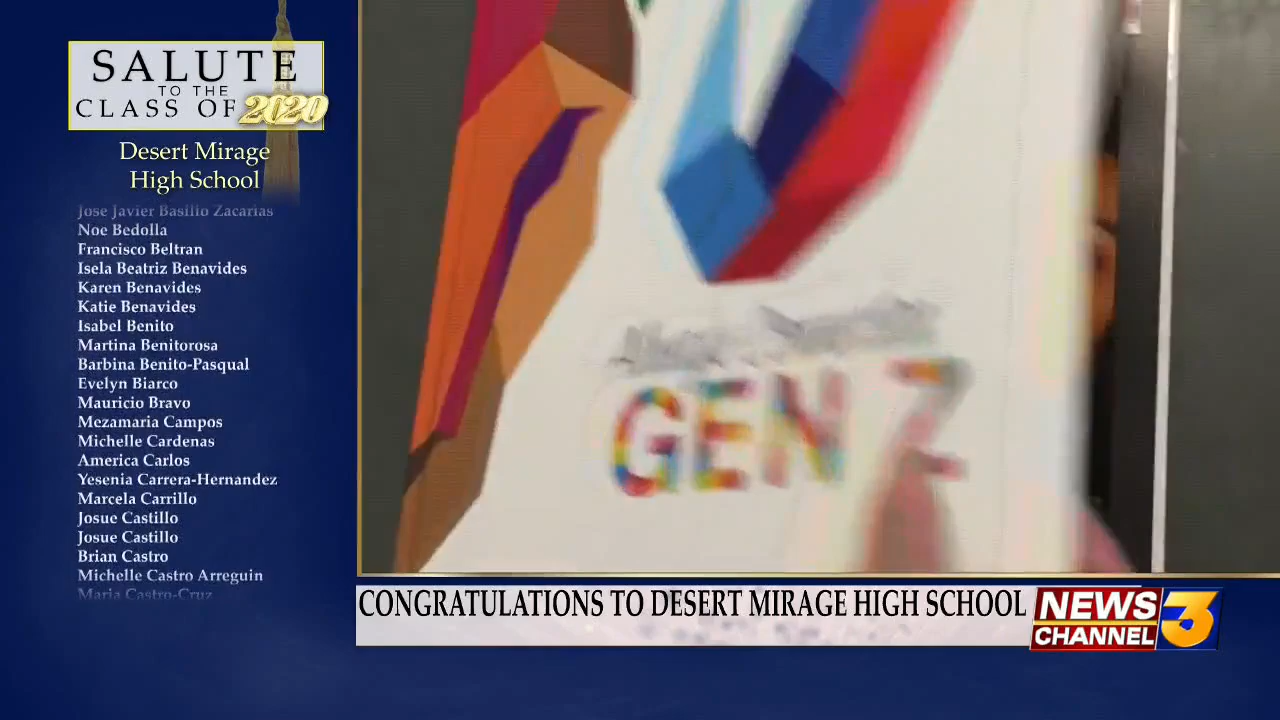 SALUTE
TO THE
CLASS OF 2020
Desert Mirage
High School
Jose Javier Basilio Zacarias
Noe Bedolla
Francisco Beltran
Isela Beatriz Benavides
Karen Benavides
Katie Benavides
Isabel Benito
Martina Benitorosa
Barbina Benito-Pasqual
Evelyn Biarco
Mauricio Bravo
Mezamaria Campos
Michelle Cardenas
America Carlos
Yesenia Carrera-Hernandez
Marcela Carrillo
Josue Castillo
Josue Castillo
Brian Castro
Michelle Castro Arreguin
Maria Castro-Cruz
GEN Z
CONGRATULATIONS TO DESERT MIRAGE HIGH SCHOOL
NEWS
CHANNEL 3